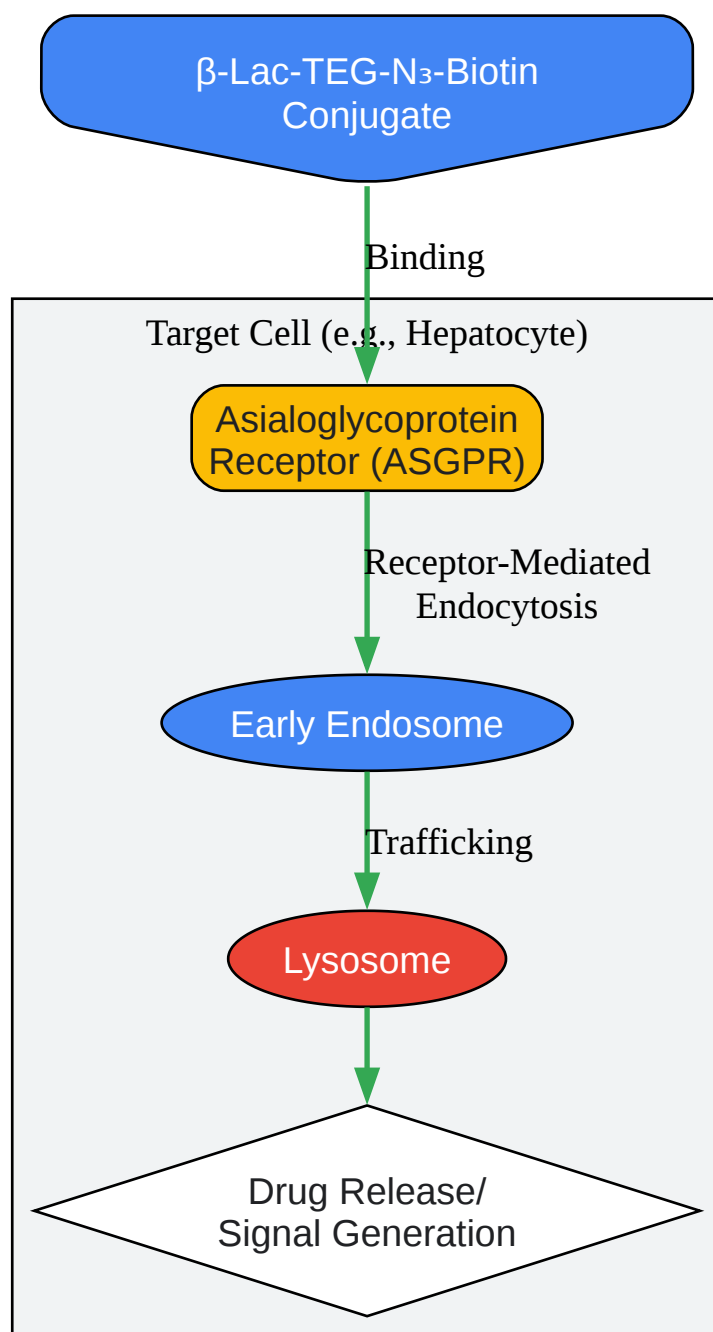 β-Lac-TEG-N₃-Biotin
Conjugate
Binding
Target Cell (e.g., Hepatocyte)
Asialoglycoprotein
Receptor (ASGPR)
Receptor-Mediated
Endocytosis
Early Endosome
Trafficking
Lysosome
Drug Release/
Signal Generation